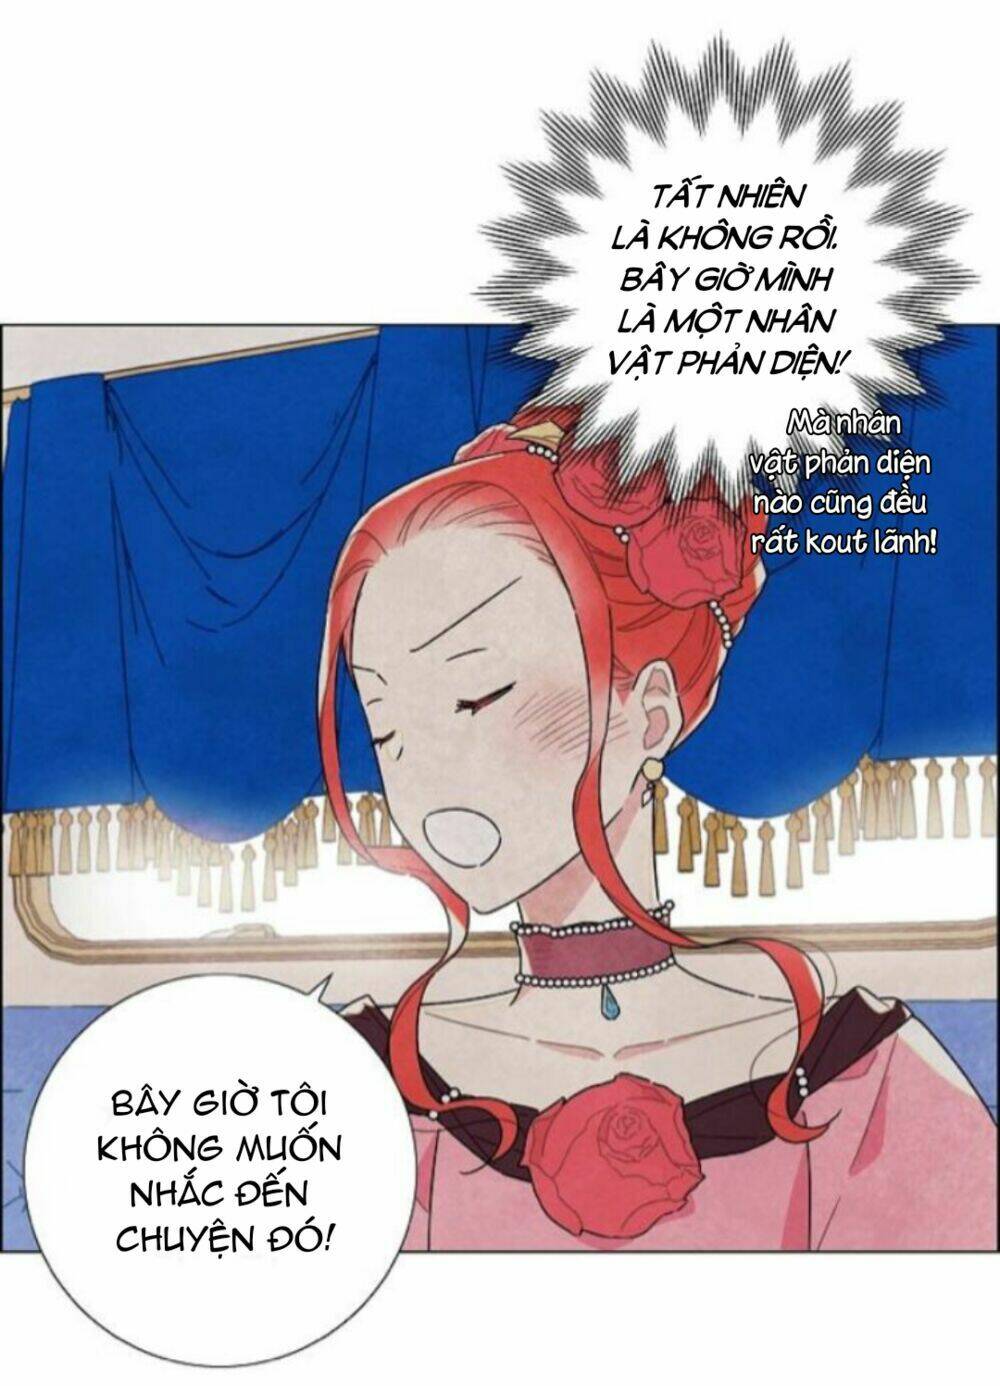 TẤT NHIÊN
LÀ KHÔNG RỒI.
BÂY GIỜ MÌNH
LÀ MỘT NHÂN
VẬT PHẢN DIỆN!
Mà nhân
vật phản diện
nào cũng đều
rất kout lãnh!
BÂY GIỜ TÔI
KHÔNG MUỐN
NHẮC ĐẾN
CHUYỆN ĐÓ!